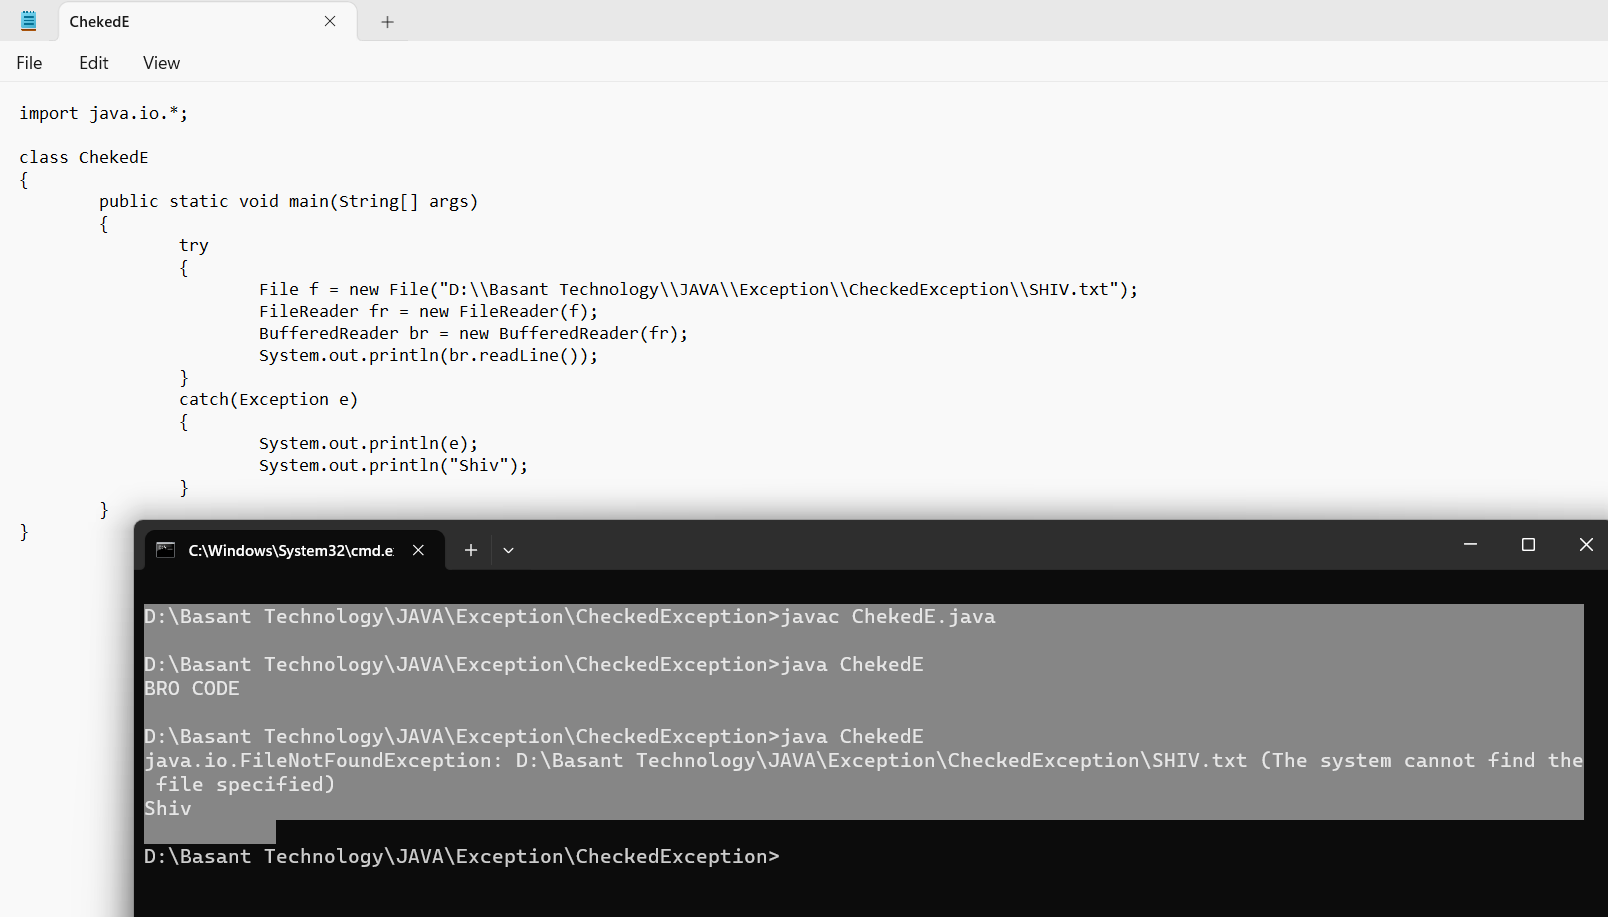 ChekedE
File Edit View
import java.io.*;
class ChekedE
{
public static void main(String[] args)
{
try
{
File f = new File("D:\\Basant Technology\\JAVA\\Exception\\CheckedException\\SHIV.txt");
FileReader fr = new FileReader(f);
BufferedReader br = new BufferedReader(fr);
System.out.println(br.readLine());
}
catch(Exception e)
{
System.out.println(e);
System.out.println("Shiv");
}
}
}
C:\Windows\System32\cmd.e
D:\Basant Technology\JAVA\Exception\CheckedException>javac ChekedE.java
D:\Basant Technology\JAVA\Exception\CheckedException>java ChekedE
BRO CODE
D:\Basant Technology\JAVA\Exception\CheckedException>java ChekedE
java.io.FileNotFoundException: D:\Basant Technology\JAVA\Exception\CheckedException\SHIV.txt (The system cannot find the
file specified)
Shiv
D:\Basant Technology\JAVA\Exception\CheckedException>